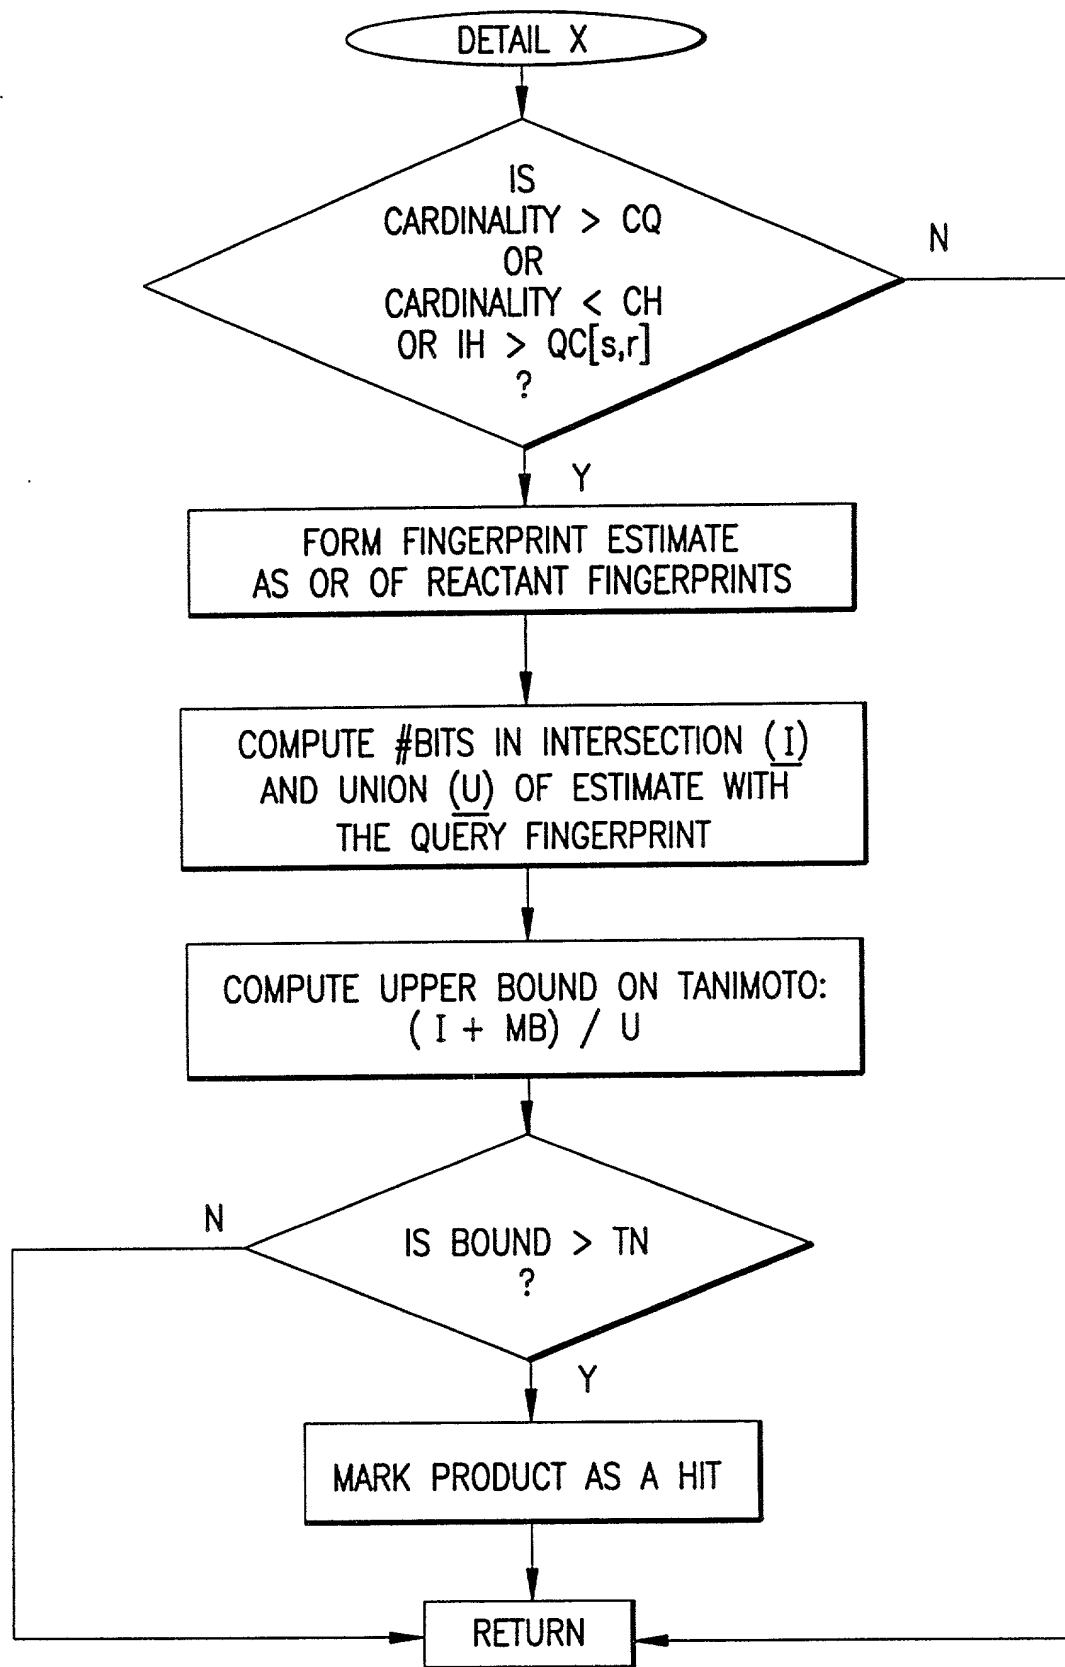 DETAIL X
IS
CARDINALITY > CQ
OR
CARDINALITY < CH
OR IH > QC[s,r]
?
N
Y
FORM FINGERPRINT ESTIMATE
AS OR OF REACTANT FINGERPRINTS
COMPUTE #BITS IN INTERSECTION (I)
AND UNION (U) OF ESTIMATE WITH
THE QUERY FINGERPRINT
COMPUTE UPPER BOUND ON TANIMOTO:
( I + MB) / U
N
IS BOUND > TN
?
Y
MARK PRODUCT AS A HIT
RETURN